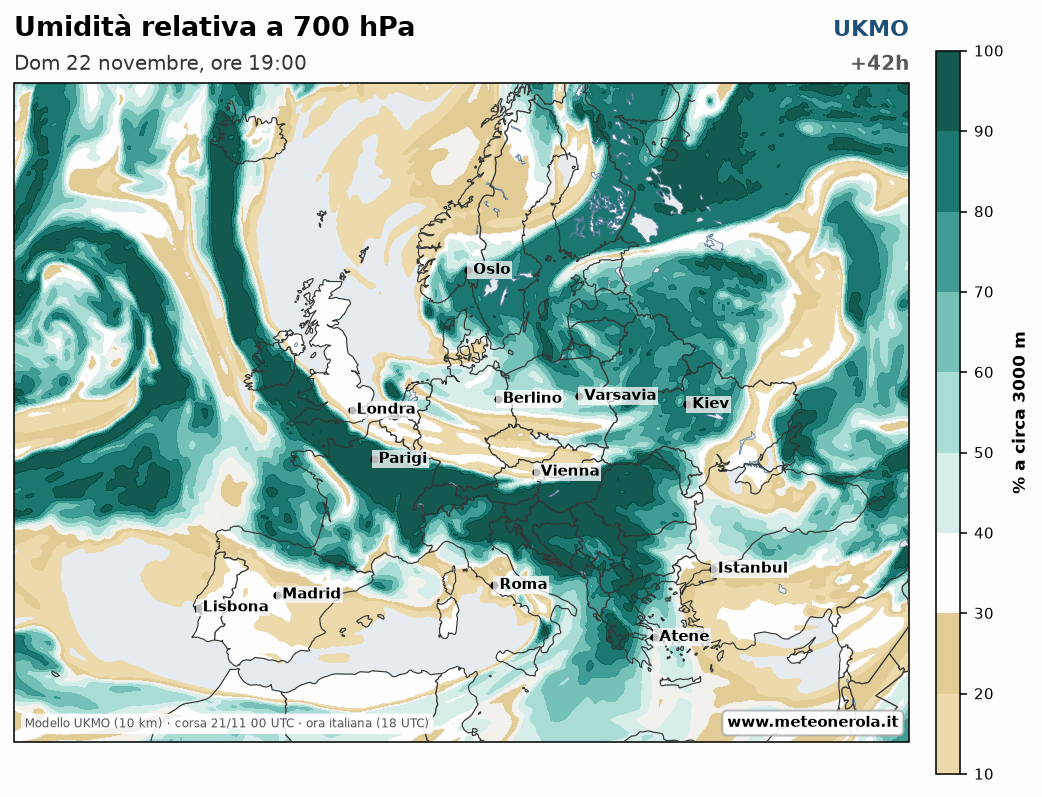 Umidità relativa a 700 hPa
UKMO
Dom 22 novembre, ore 19:00
+42h
100
90
80
70
60
50
40
30
20
10
% a circa 3000 m
Oslo
Londra
Berlino
Varsavia
Kiev
Parigi
Vienna
Istanbul
Roma
Madrid
Lisbona
Atene
Modello UKMO (10 km) · corsa 21/11 00 UTC · ora italiana (18 UTC)
www.meteonerola.it